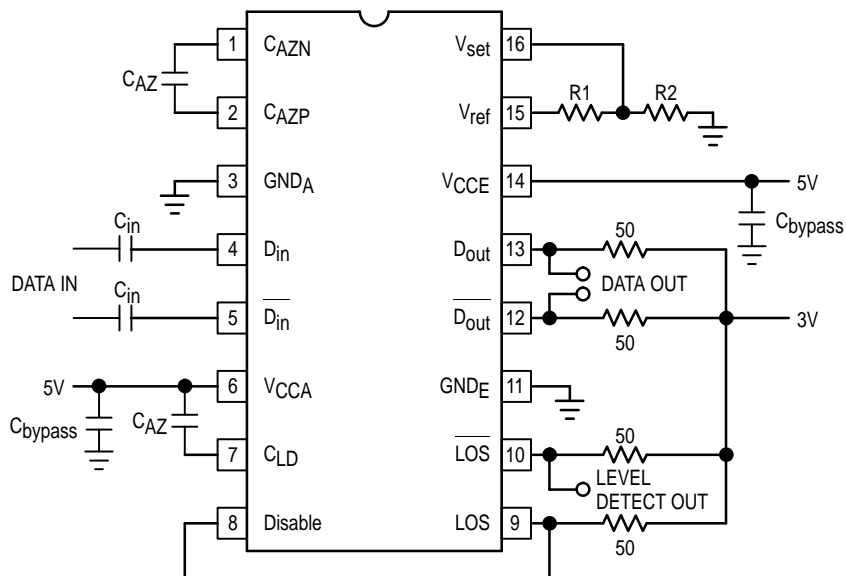 1 CAZN Vset 16
CAZ
R1 R2
2 CAZP Vref 15
3 GNDA VCCE 14 5V
Cbypass
Cin 50
4 Din Dout 13
DATA IN DATA OUT
Cin
5 Din Dout 12 3V
50
5V 6 VCCA GNDE 11
Cbypass CAZ
50
7 CLD LOS 10
LEVEL
DETECT OUT
8 Disable LOS 9
50